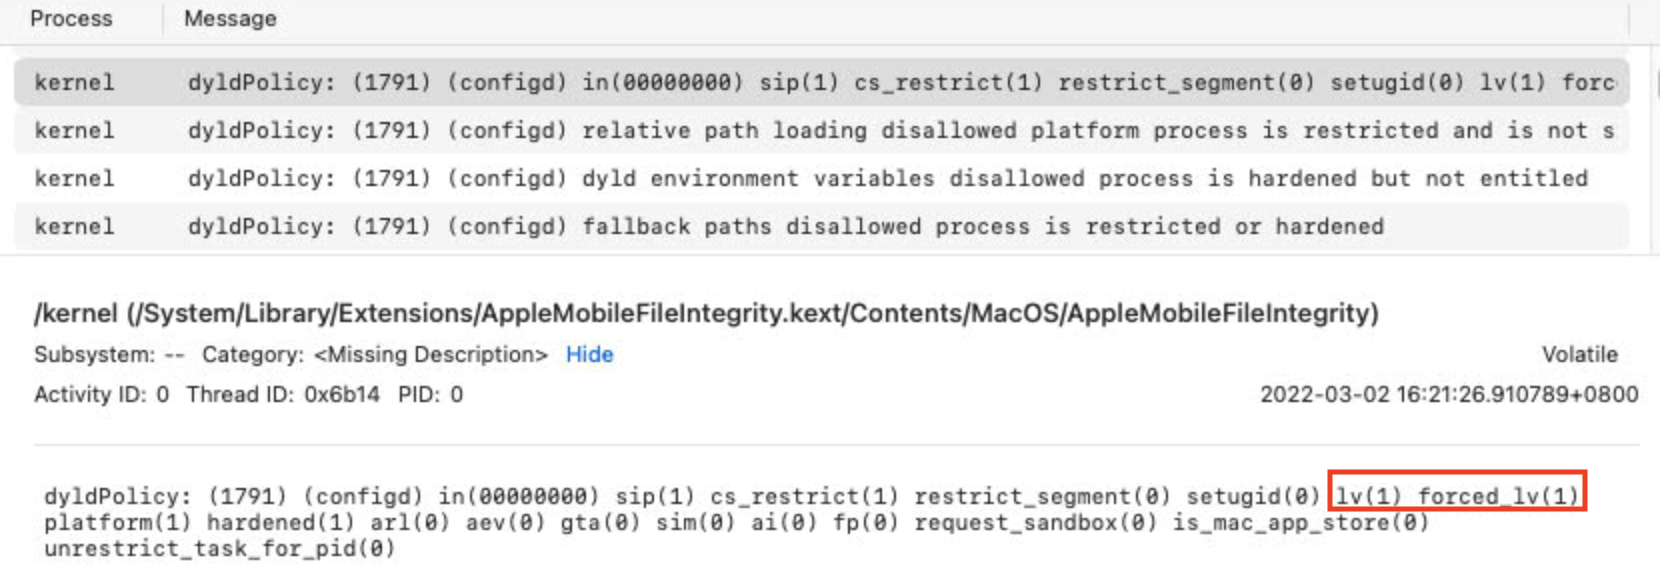 Process Message
kernel dyldPolicy: (1791) (configd) in(00000000) sip(1) cs_restrict(1) restrict_segment(0) setugid(0) lv(1) forc
kernel dyldPolicy: (1791) (configd) relative path loading disallowed platform process is restricted and is not s
kernel dyldPolicy: (1791) (configd) dyld environment variables disallowed process is hardened but not entitled
kernel dyldPolicy: (1791) (configd) fallback paths disallowed process is restricted or hardened
/kernel (/System/Library/Extensions/AppleMobileFileIntegrity.kext/Contents/MacOS/AppleMobileFileIntegrity)
Subsystem: -- Category: <Missing Description> Hide Volatile
Activity ID: 0 Thread ID: 0x6b14 PID: 0 2022-03-02 16:21:26.910789+0800
dyldPolicy: (1791) (configd) in(00000000) sip(1) cs_restrict(1) restrict_segment(0) setugid(0) lv(1) forced_lv(1)
platform(1) hardened(1) arl(0) aev(0) gta(0) sim(0) ai(0) fp(0) request_sandbox(0) is_mac_app_store(0)
unrestrict_task_for_pid(0)